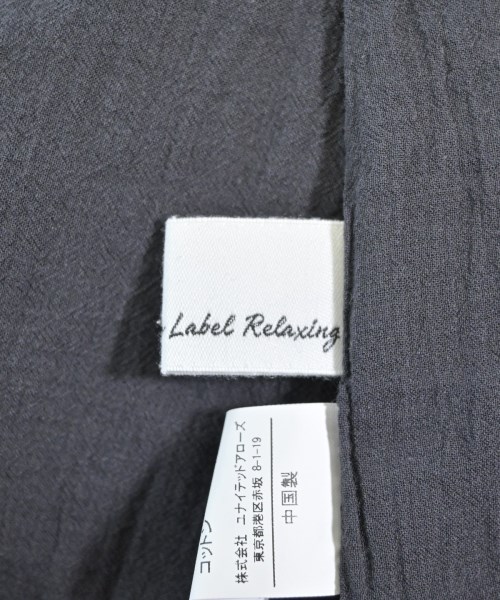 Label Relaxing
コットン
株式会社 ユナイテッドアローズ
東京都港区赤坂 8-1-19
中国製